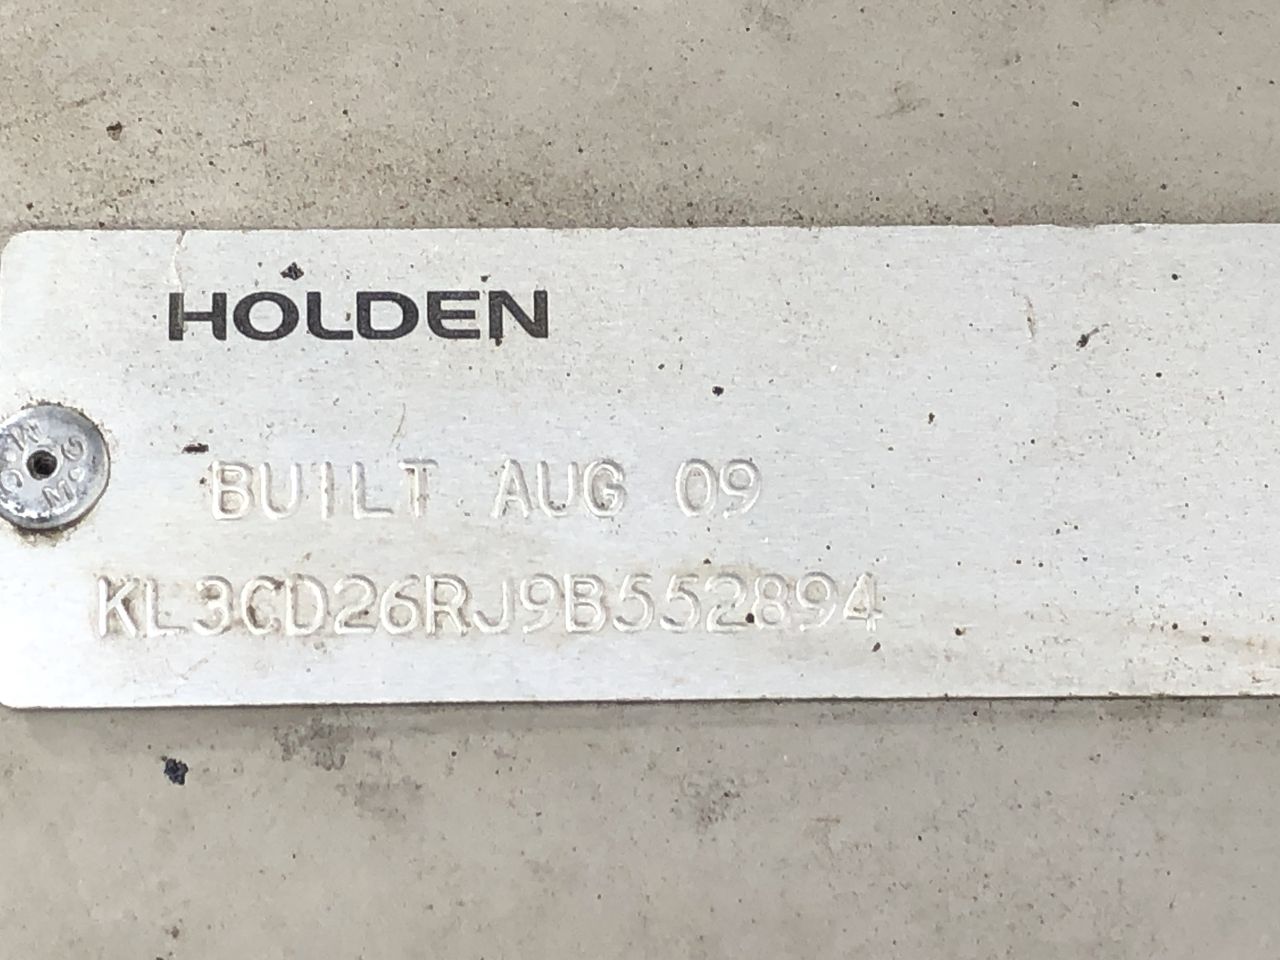 HOLDEN
BUILT AUG 09
KL3CD26RJ9B552894